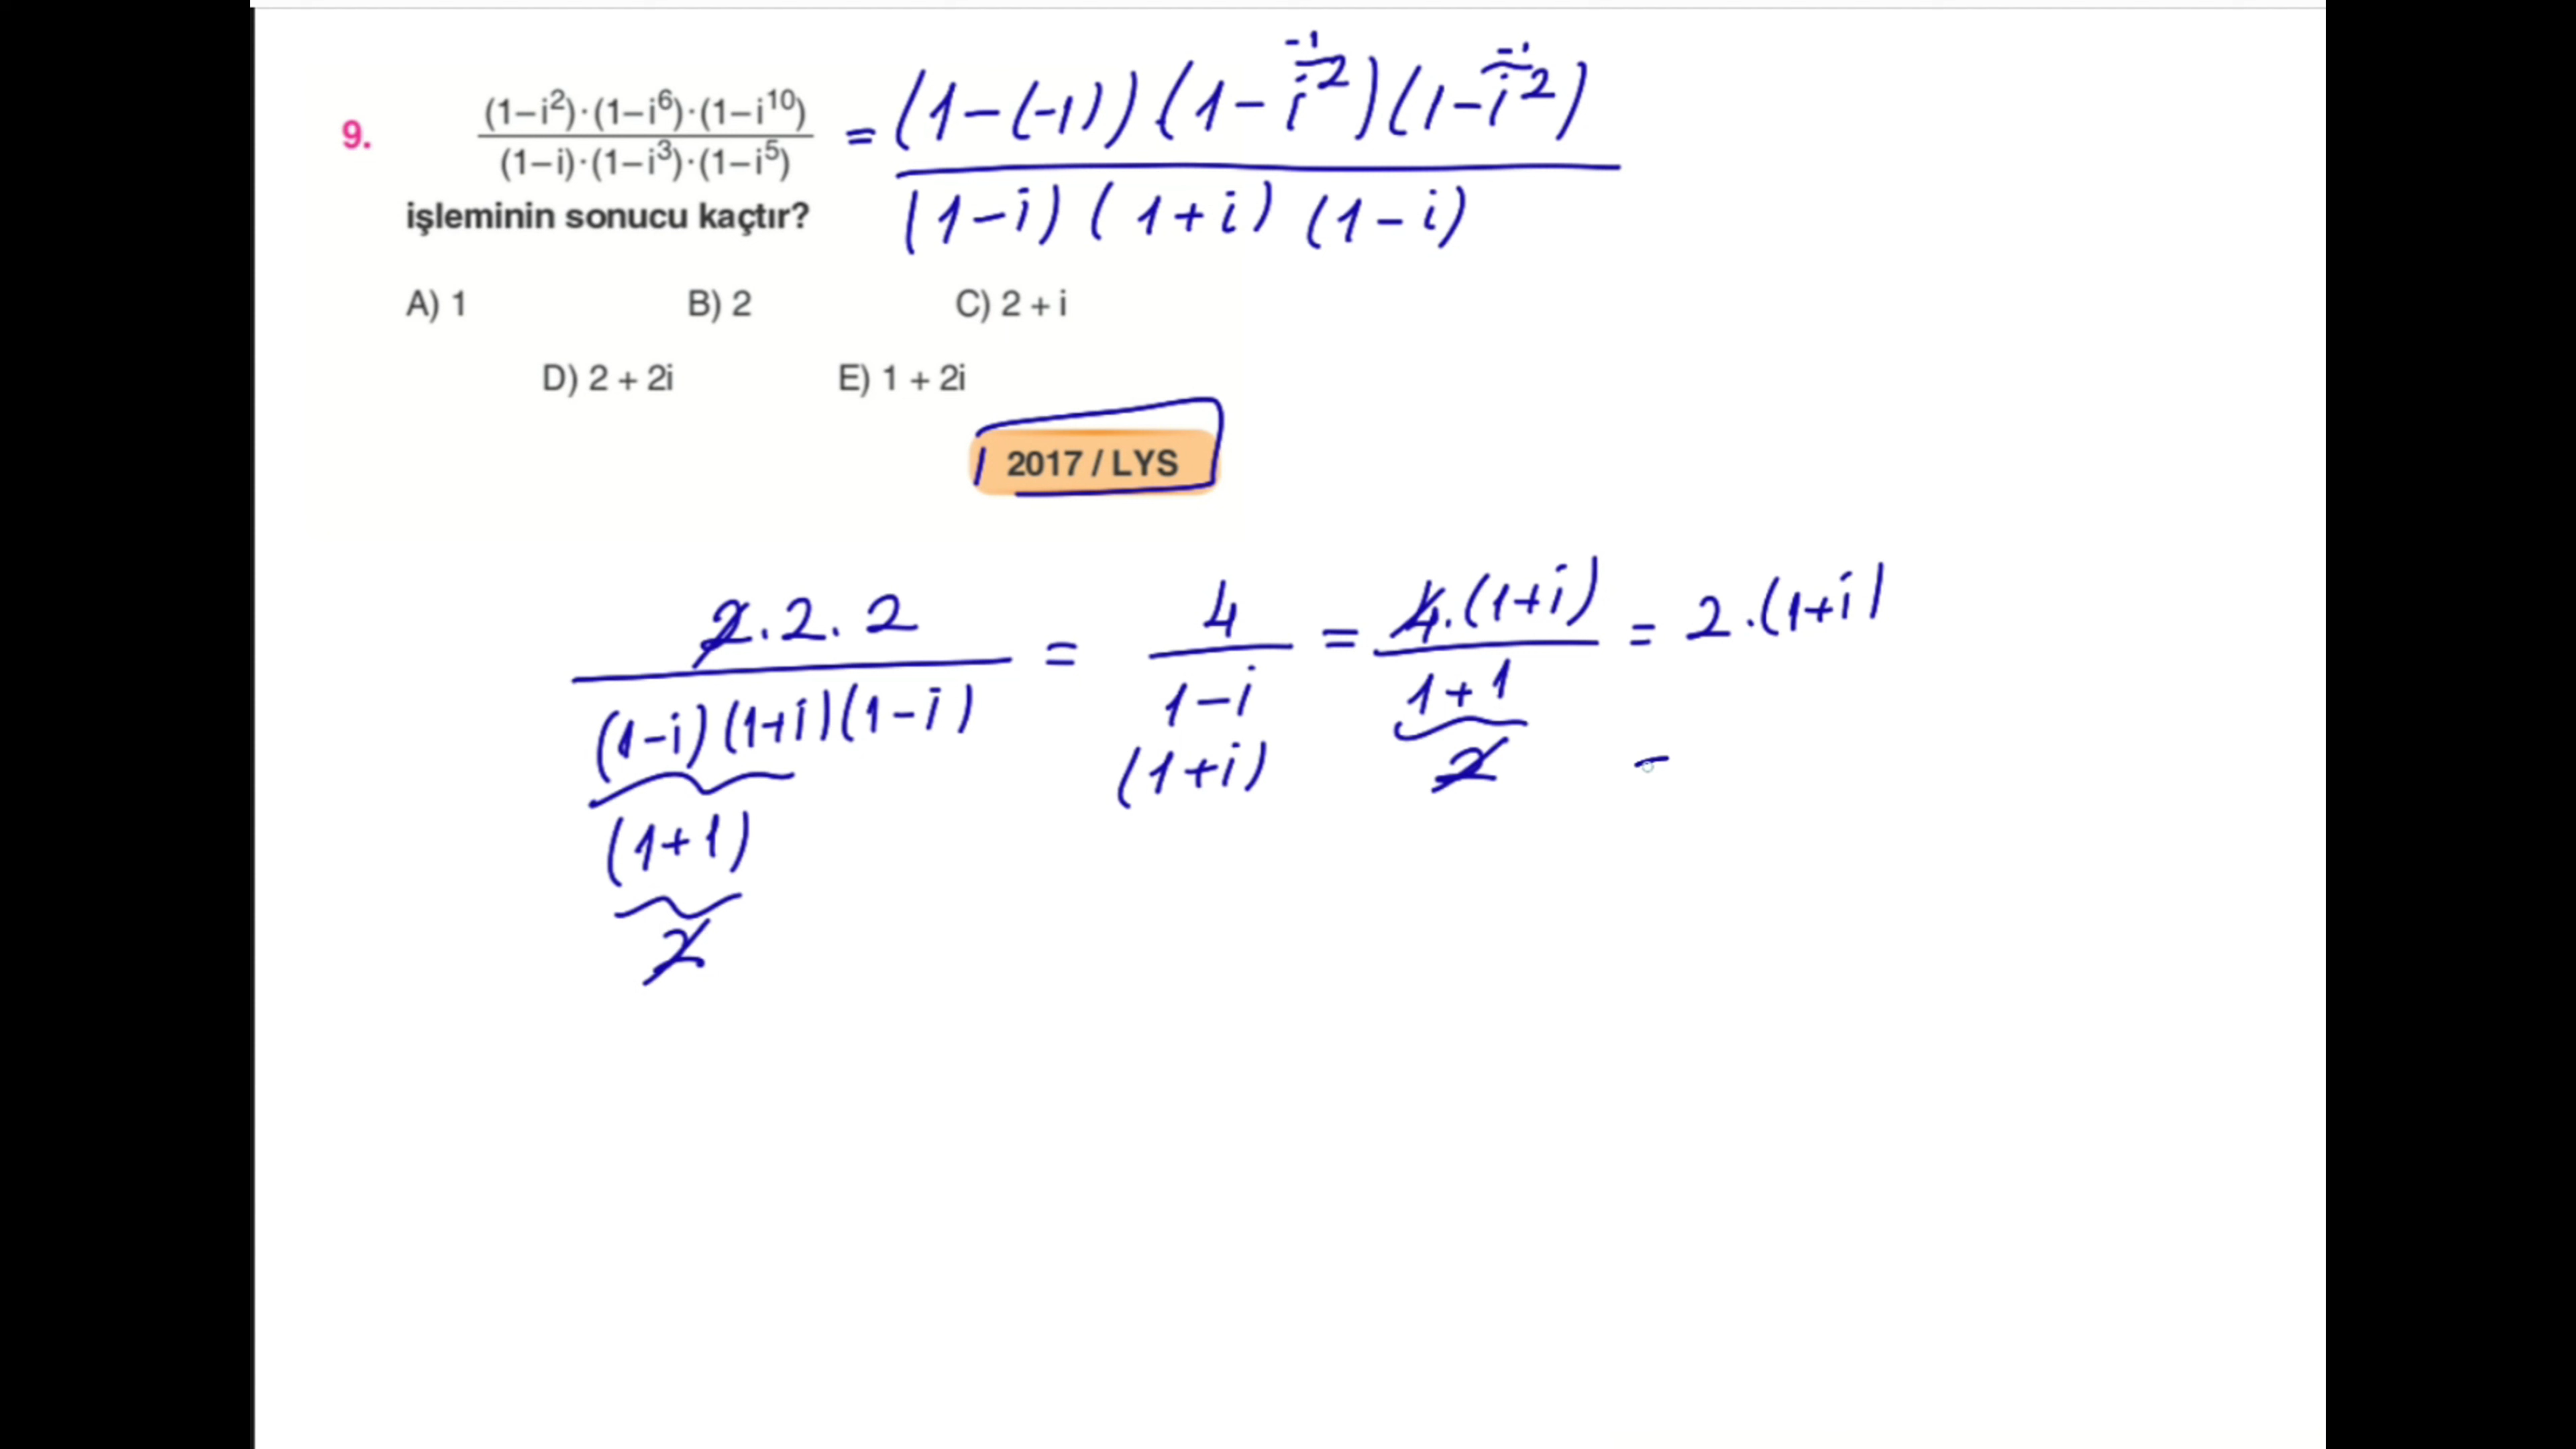 9. (1–i²)·(1–i⁶)·(1–i¹⁰) / (1–i)·(1–i³)·(1–i⁵) = (1-(-1)) (1-i²) (1-i²) / (1-i) (1+i) (1-i)
-1 -1
işleminin sonucu kaçtır?
A) 1 B) 2 C) 2 + i
D) 2 + 2i E) 1 + 2i
2017 / LYS
2.2.2 / (1-i)(1+i)(1-i) = 4 / 1-i = 4.(1+i) / 1+1 = 2.(1+i)
(1+i) 2
(1+1)
2